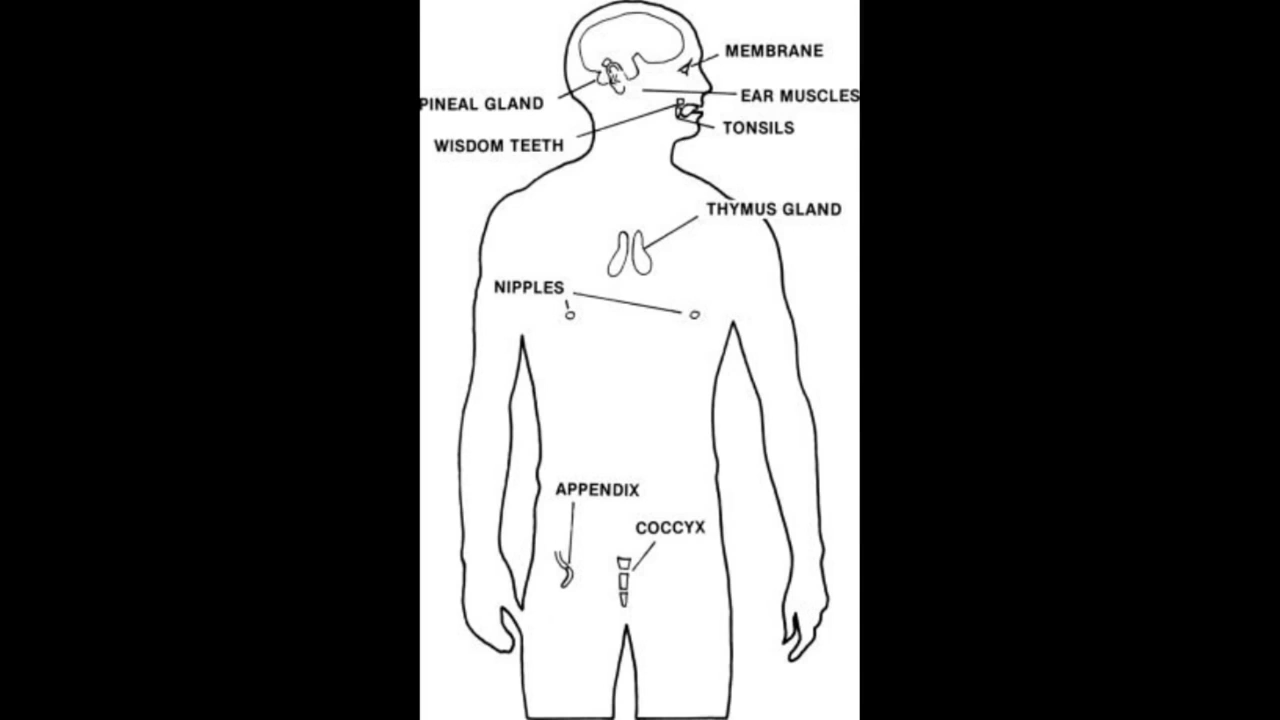 MEMBRANE
PINEAL GLAND
EAR MUSCLES
TONSILS
WISDOM TEETH
THYMUS GLAND
NIPPLES
APPENDIX
COCCYX